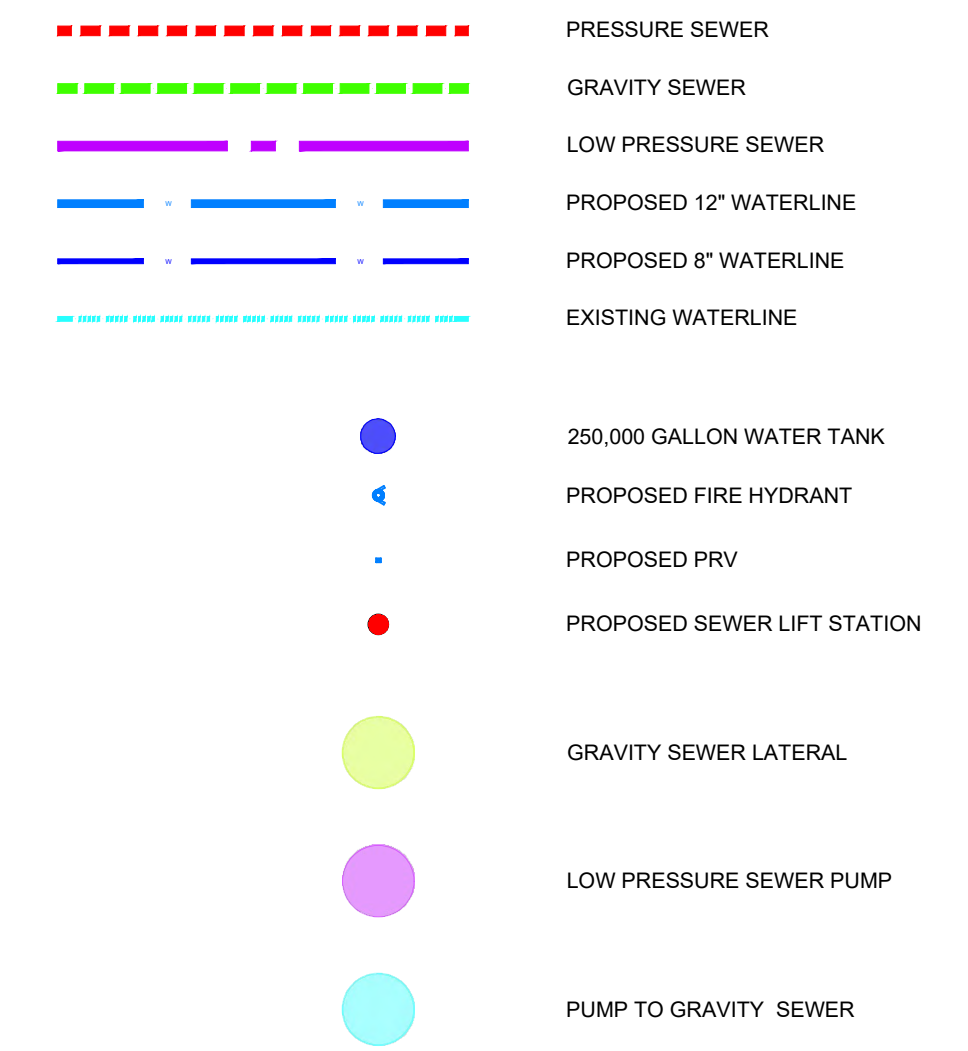 PRESSURE SEWER
GRAVITY SEWER
LOW PRESSURE SEWER
W W PROPOSED 12" WATERLINE
W W PROPOSED 8" WATERLINE
EXISTING WATERLINE
250,000 GALLON WATER TANK
PROPOSED FIRE HYDRANT
PROPOSED PRV
PROPOSED SEWER LIFT STATION
GRAVITY SEWER LATERAL
LOW PRESSURE SEWER PUMP
PUMP TO GRAVITY SEWER